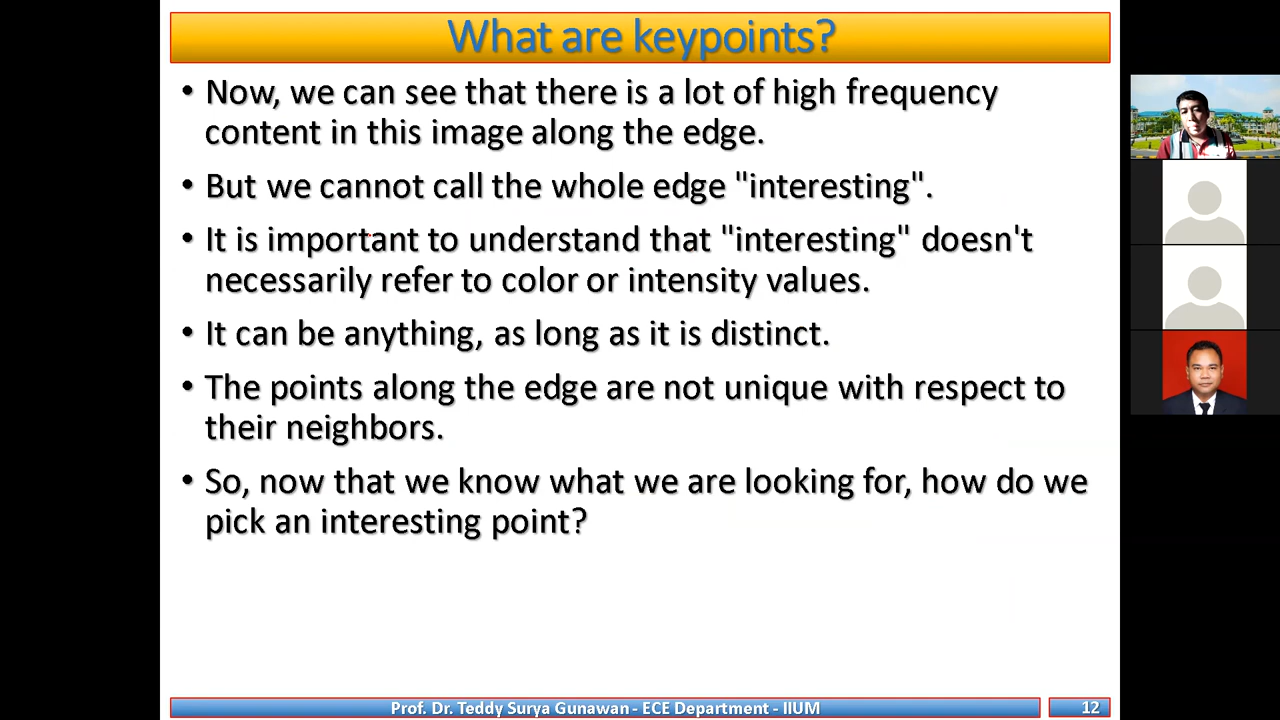 What are keypoints?
• Now, we can see that there is a lot of high frequency
content in this image along the edge.
• But we cannot call the whole edge "interesting".
• It is important to understand that "interesting" doesn't
necessarily refer to color or intensity values.
• It can be anything, as long as it is distinct.
• The points along the edge are not unique with respect to
their neighbors.
• So, now that we know what we are looking for, how do we
pick an interesting point?
Prof. Dr. Teddy Surya Gunawan - ECE Department - IIUM
12